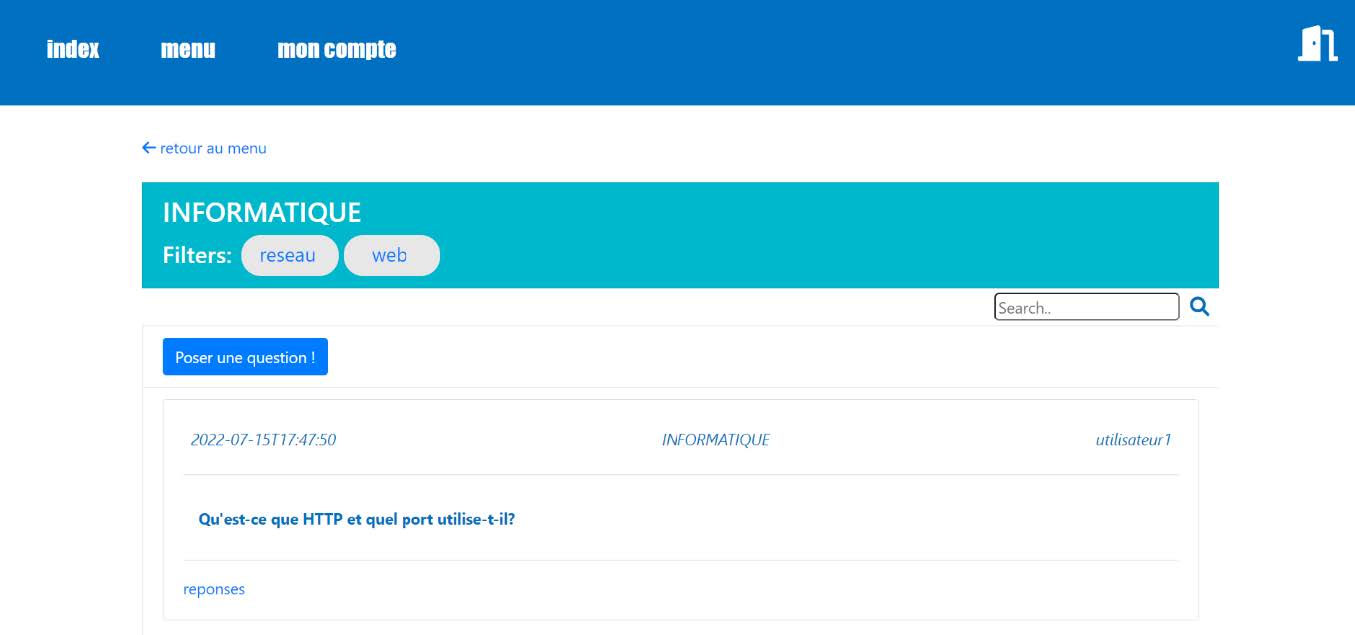 index menu mon compte
retour au menu
INFORMATIQUE
Filters: reseau web
Search..
Poser une question !
2022-07-15T17:47:50 INFORMATIQUE utilisateur1
Qu'est-ce que HTTP et quel port utilise-t-il?
reponses